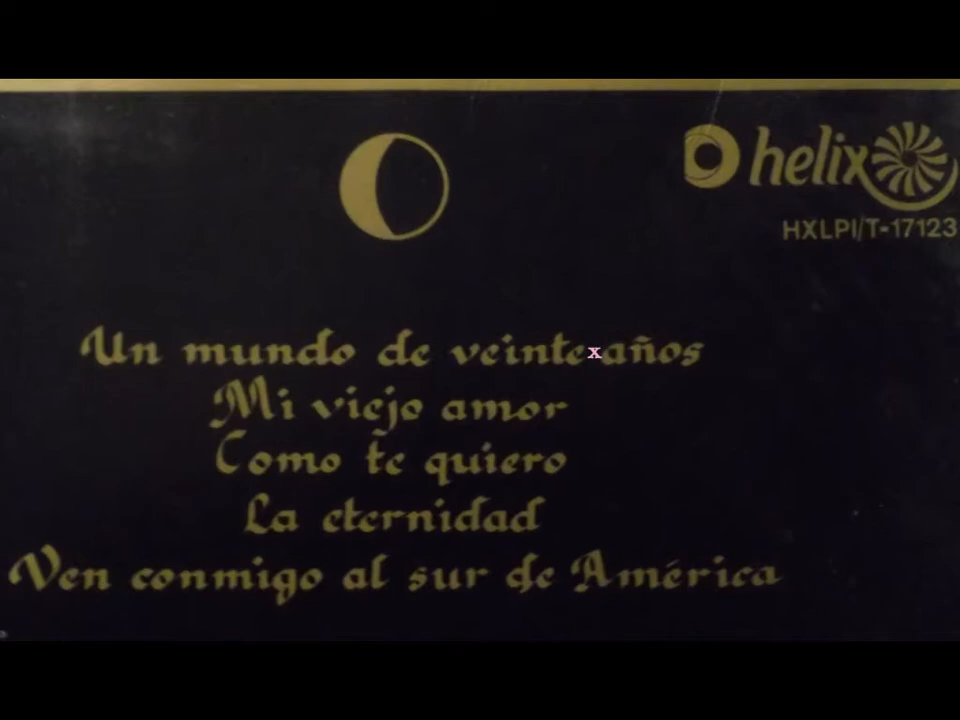 helix
HXLPI/T-17123
Un mundo de veinte x años
Mi viejo amor
Como te quiero
La eternidad
Ven conmigo al sur de América